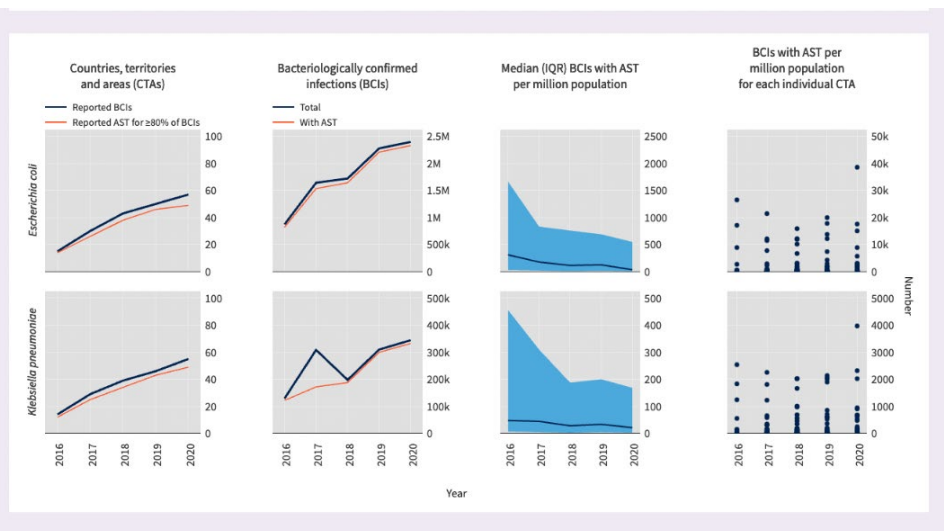 Countries, territories
and areas (CTAs)
Reported BCIs
Reported AST for ≥80% of BCIs
Bacteriologically confirmed
infections (BCIs)
Total
With AST
Median (IQR) BCIs with AST
per million population
BCIs with AST per
million population
for each individual CTA
Escherichia coli
100
80
60
40
20
0
2.5M
2M
1.5M
1M
500k
0
2500
2000
1500
1000
500
0
50k
40k
30k
20k
10k
0
Klebsiella pneumoniae
100
80
60
40
20
0
500k
400k
300k
200k
100k
0
500
400
300
200
100
0
5000
4000
3000
2000
1000
0
Number
2016 2017 2018 2019 2020
2016 2017 2018 2019 2020
2016 2017 2018 2019 2020
2016 2017 2018 2019 2020
Year